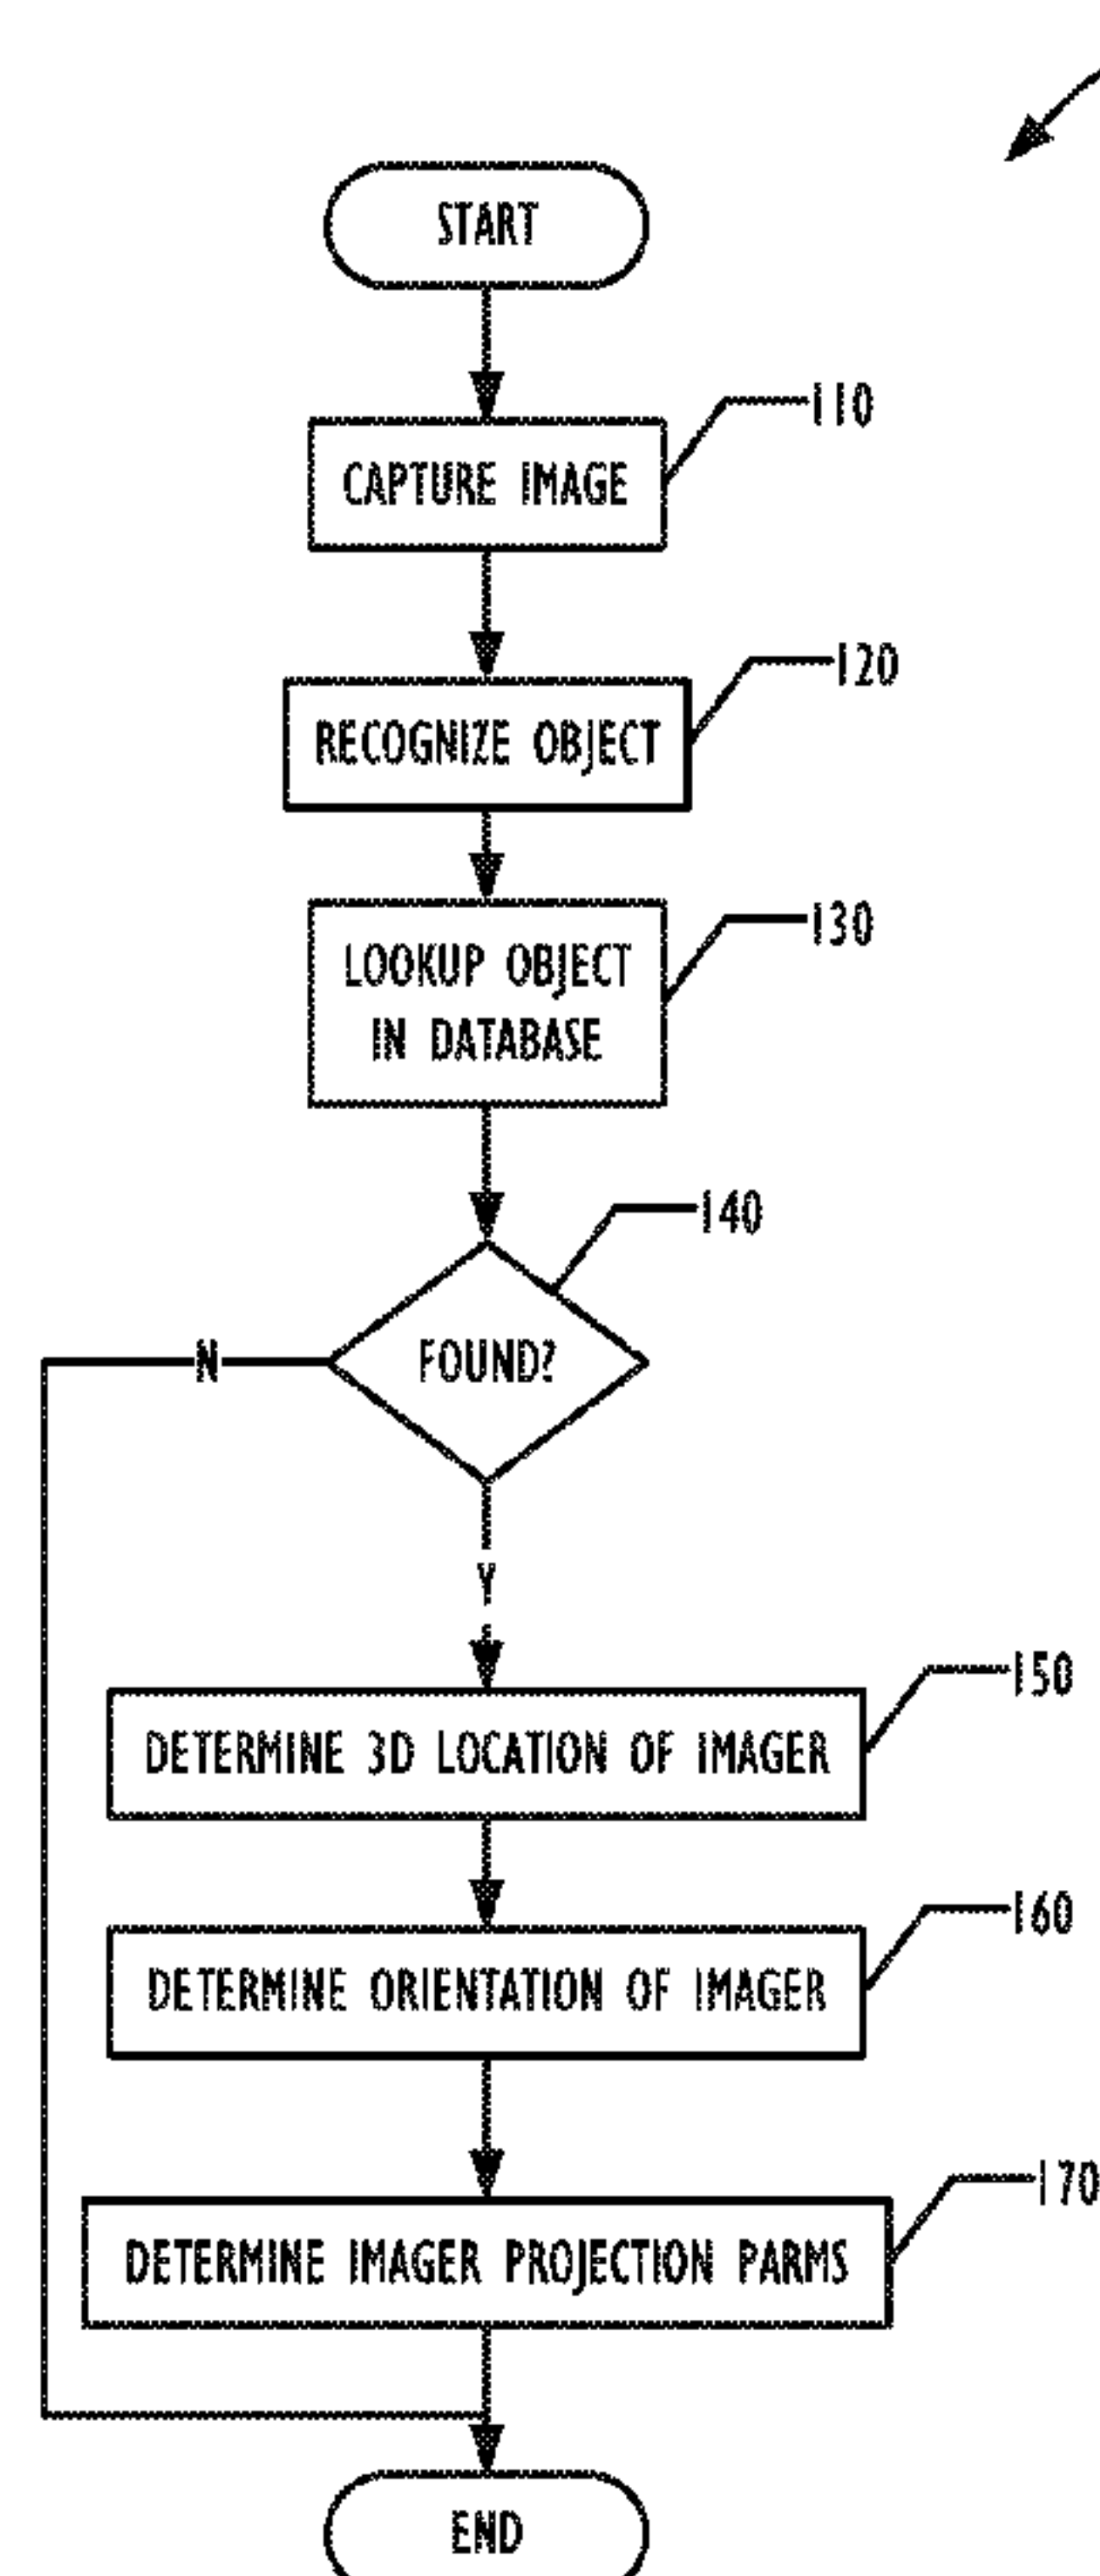 START
110
CAPTURE IMAGE
120
RECOGNIZE OBJECT
130
LOOKUP OBJECT
IN DATABASE
140
FOUND?
N
Y
150
DETERMINE 3D LOCATION OF IMAGER
160
DETERMINE ORIENTATION OF IMAGER
170
DETERMINE IMAGER PROJECTION PARMS
END